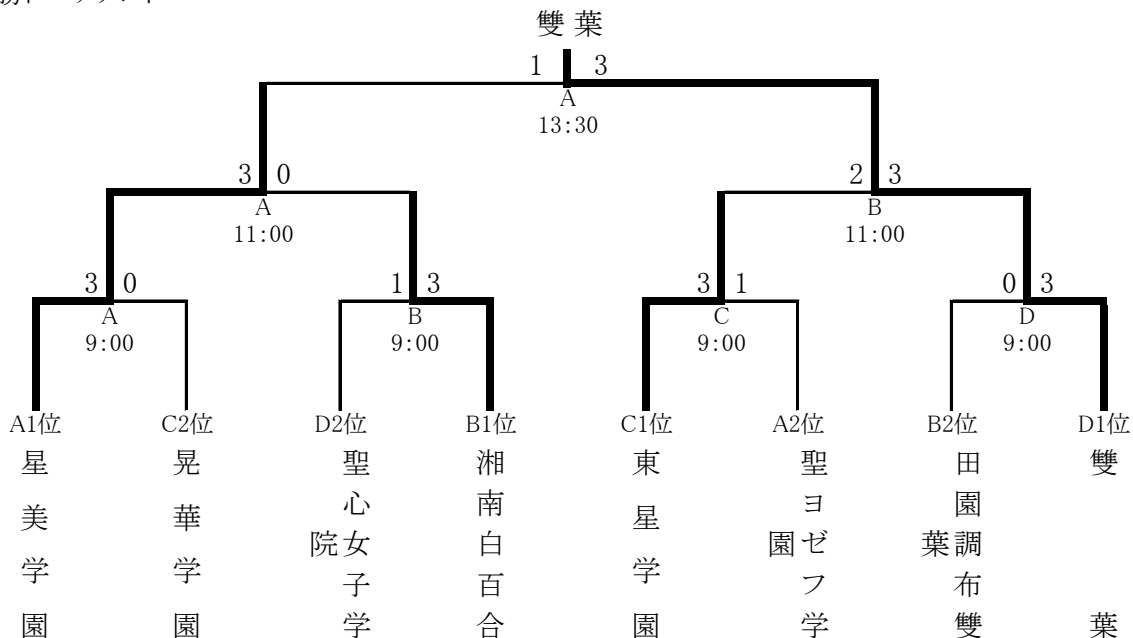 雙葉
1 3
A
13:30
3 0
A
11:00
2 3
B
11:00
3 0
A
9:00
1 3
B
9:00
3 1
C
9:00
0 3
D
9:00
A1位 C2位 D2位 B1位 C1位 A2位 B2位 D1位
星美学園
晃華学園
聖心女子学院
湘南白百合
東星学園
聖ヨゼフ学園
田園調布雙葉
雙葉